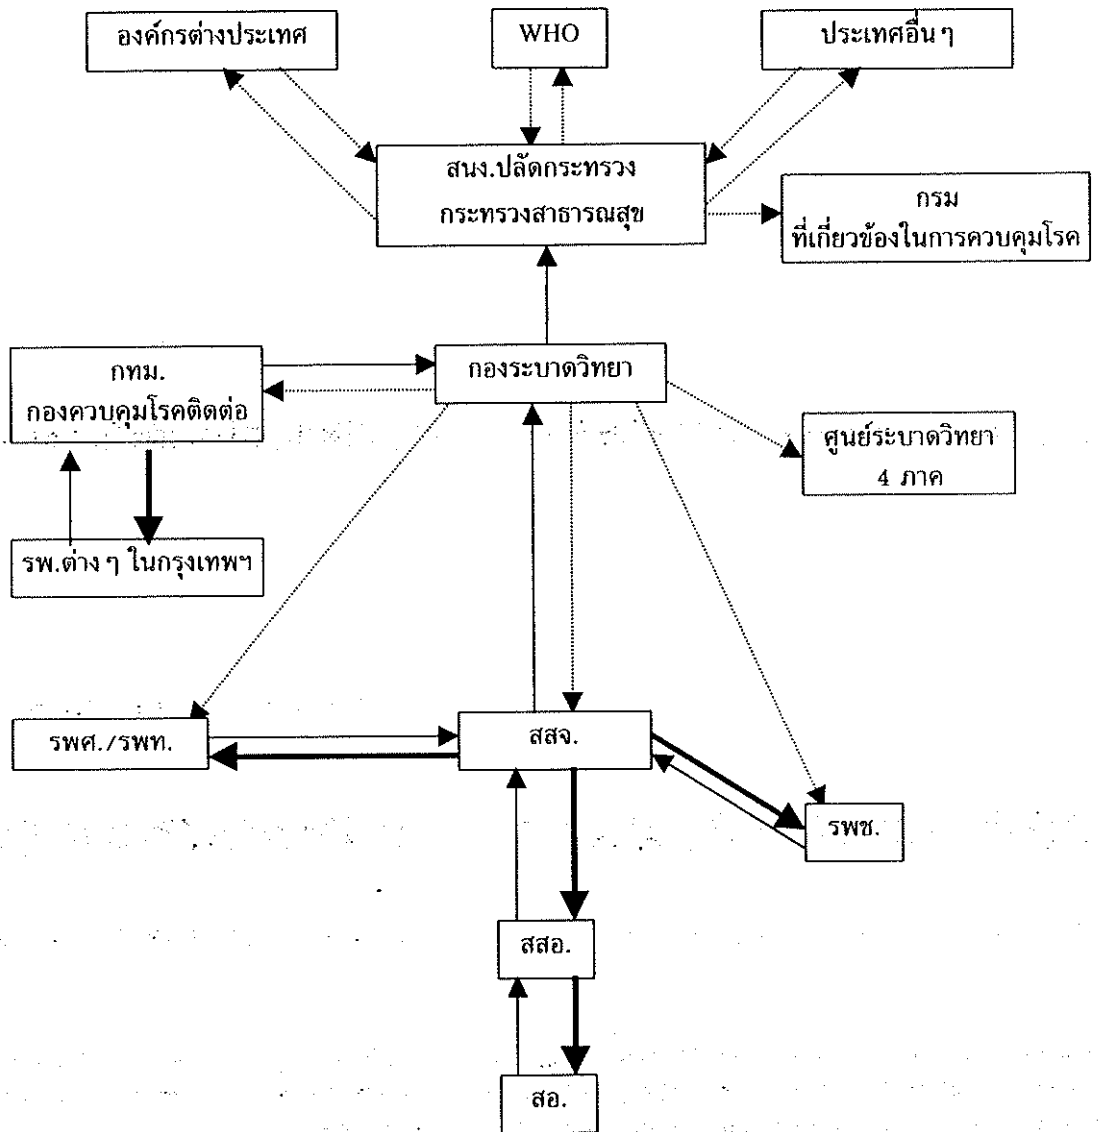 องค์กรต่างประเทศ
WHO
ประเทศอื่น ๆ
สนง.ปลัดกระทรวง
กระทรวงสาธารณสุข
กรม
ที่เกี่ยวข้องในการควบคุมโรค
กทม.
กองควบคุมโรคติดต่อ
กองระบาดวิทยา
ศูนย์ระบาดวิทยา
4 ภาค
รพ.ต่าง ๆ ในกรุงเทพฯ
รพศ./รพท.
สสจ.
รพช.
สสอ.
สอ.